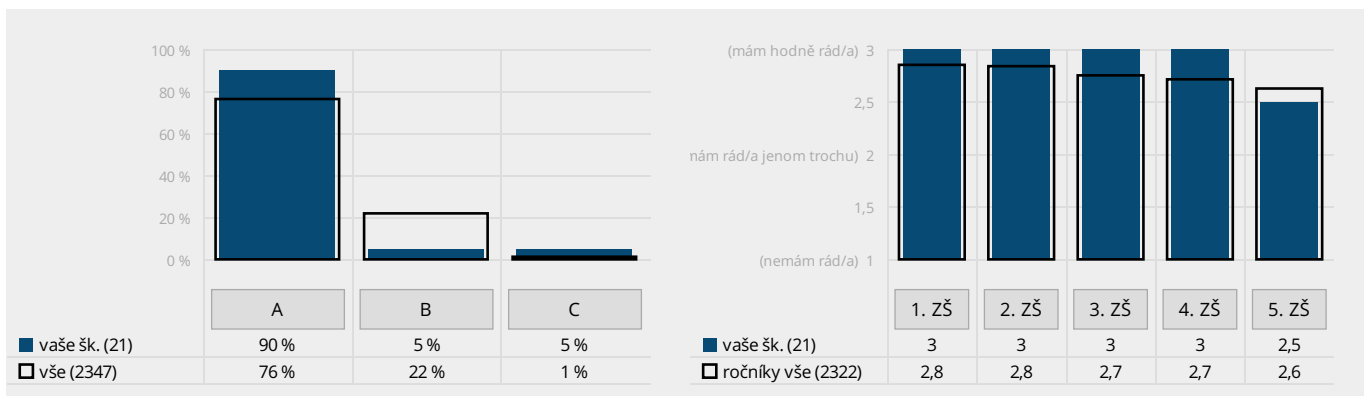 100 %
80 %
60 %
40 %
20 %
0 %
A B C
vaše šk. (21) 90 % 5 % 5 %
vše (2347) 76 % 22 % 1 %
(mám hodně rád/a) 3
2,5
rád/a jenom trochu) 2
1,5
(nemám rád/a) 1
1. ZŠ 2. ZŠ 3. ZŠ 4. ZŠ 5. ZŠ
vaše šk. (21) 3 3 3 3 2,5
ročníky vše (2322) 2,8 2,8 2,7 2,7 2,6